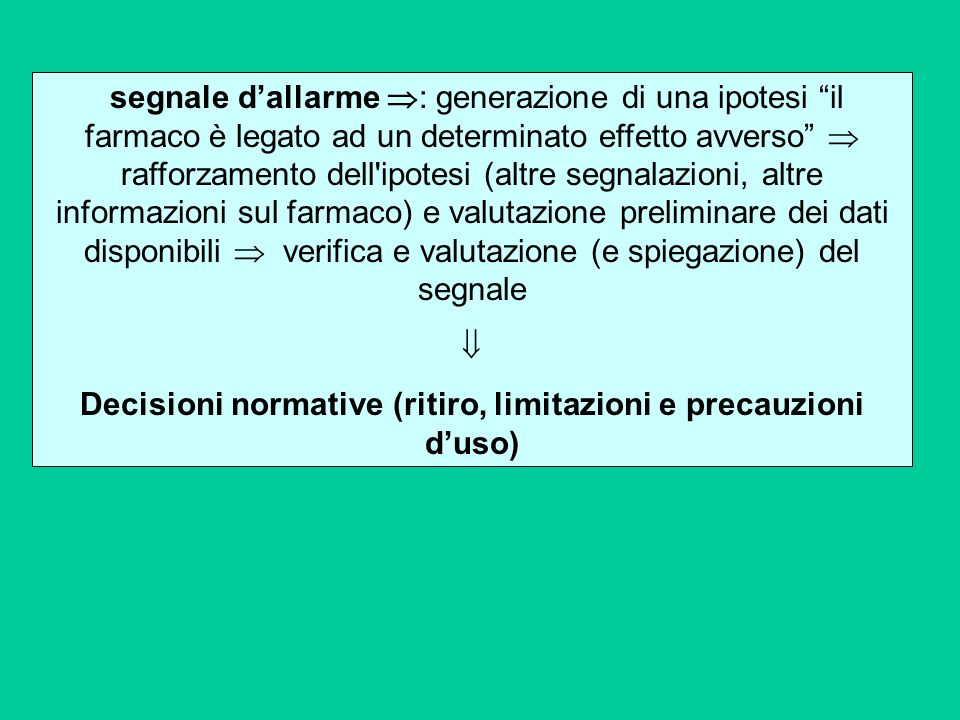 segnale d’allarme ⇒: generazione di una ipotesi “il
farmaco è legato ad un determinato effetto avverso” ⇒
rafforzamento dell'ipotesi (altre segnalazioni, altre
informazioni sul farmaco) e valutazione preliminare dei dati
disponibili ⇒ verifica e valutazione (e spiegazione) del
segnale
⇓
Decisioni normative (ritiro, limitazioni e precauzioni
d’uso)